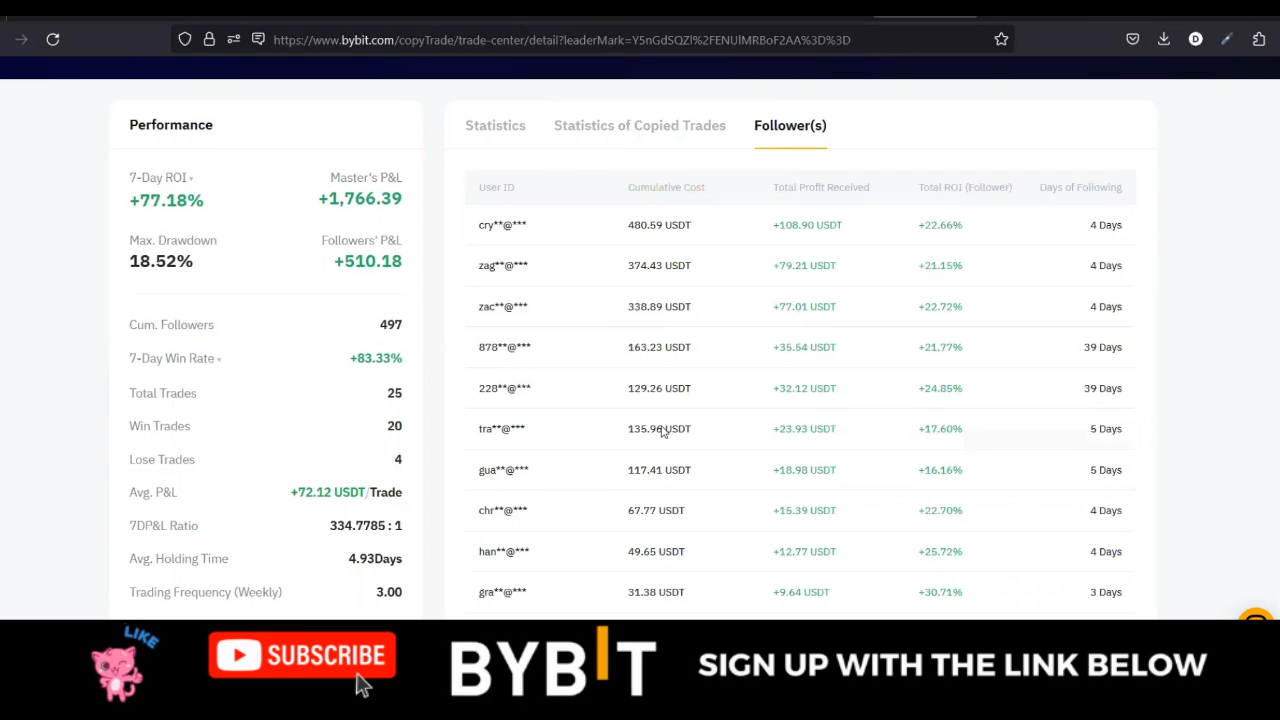 https://www.bybit.com/copyTrade/trade-center/detail?leaderMark=Y5nGdSQZl%2FENUlMRBoF2AA%3D%3D
D
Performance
7-Day ROI
Master's P&L
+77.18%
+1,766.39
Max. Drawdown
Followers' P&L
18.52%
+510.18
Cum. Followers 497
7-Day Win Rate +83.33%
Total Trades 25
Win Trades 20
Lose Trades 4
Avg. P&L +72.12 USDT/Trade
7DP&L Ratio 334.7785 : 1
Avg. Holding Time 4.93Days
Trading Frequency (Weekly) 3.00
Statistics Statistics of Copied Trades Follower(s)
User ID Cumulative Cost Total Profit Received Total ROI (Follower) Days of Following
cry**@*** 480.59 USDT +108.90 USDT +22.66% 4 Days
zag**@*** 374.43 USDT +79.21 USDT +21.15% 4 Days
zac**@*** 338.89 USDT +77.01 USDT +22.72% 4 Days
878**@*** 163.23 USDT +35.54 USDT +21.77% 39 Days
228**@*** 129.26 USDT +32.12 USDT +24.85% 39 Days
tra**@*** 135.96 USDT +23.93 USDT +17.60% 5 Days
gua**@*** 117.41 USDT +18.98 USDT +16.16% 5 Days
chr**@*** 67.77 USDT +15.39 USDT +22.70% 4 Days
han**@*** 49.65 USDT +12.77 USDT +25.72% 4 Days
gra**@*** 31.38 USDT +9.64 USDT +30.71% 3 Days
LIKE
SUBSCRIBE
BYBIT
SIGN UP WITH THE LINK BELOW